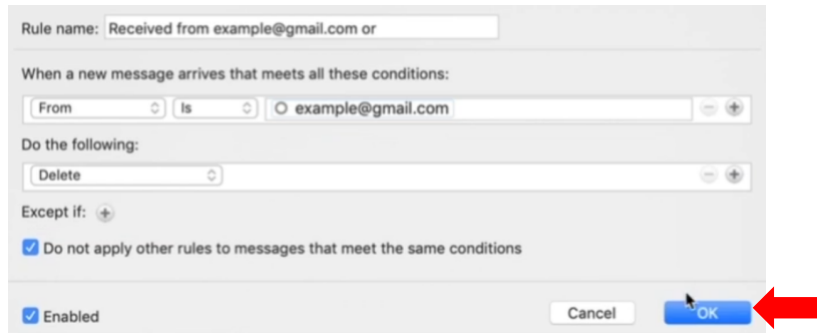 Rule name: Received from example@gmail.com or
When a new message arrives that meets all these conditions:
From Is example@gmail.com
Do the following:
Delete
Except if:
Do not apply other rules to messages that meet the same conditions
Enabled Cancel OK